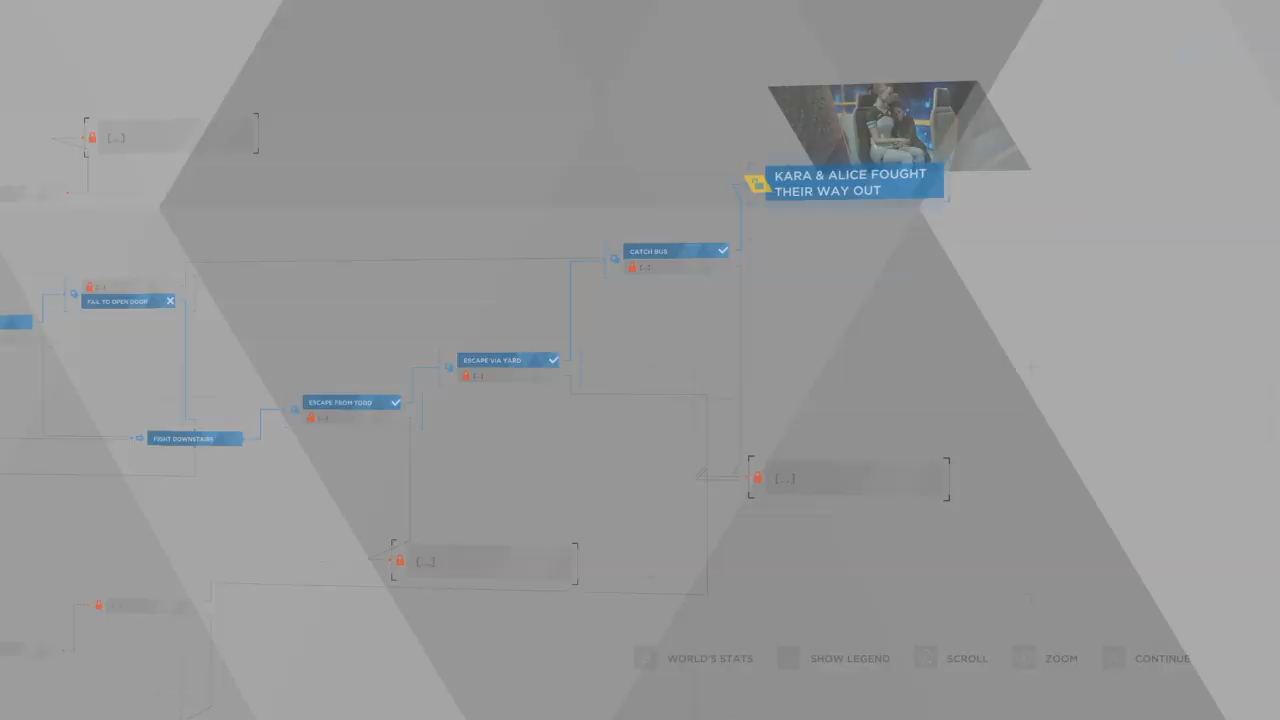 [...]
KARA & ALICE FOUGHT
THEIR WAY OUT
CATCH BUS
[...]
[...]
FAIL TO OPEN DOOR
ESCAPE VIA YARD
[...]
ESCAPE FROM TODD
[...]
FIGHT DOWNSTAIRS
[...]
[...]
WORLD'S STATS
SHOW LEGEND
SCROLL
ZOOM
CONTINUE